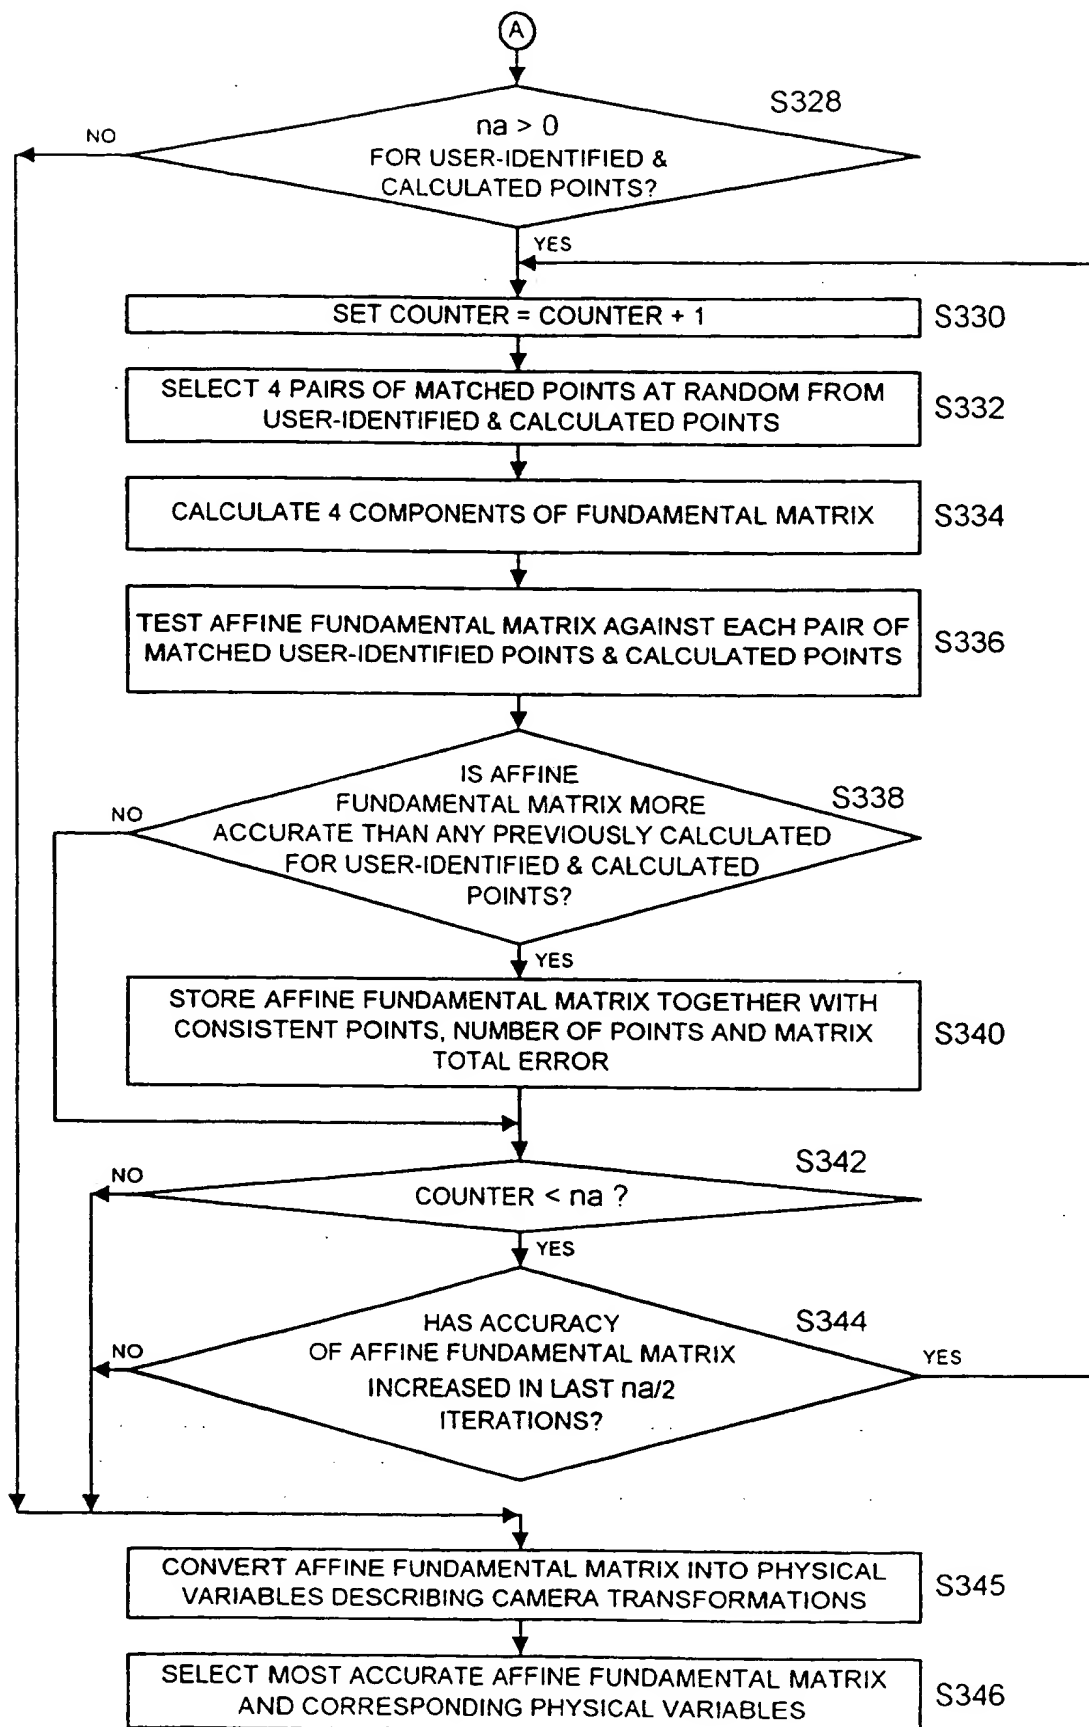 A
S328
NO
na > 0
FOR USER-IDENTIFIED &
CALCULATED POINTS?
YES
SET COUNTER = COUNTER + 1
S330
SELECT 4 PAIRS OF MATCHED POINTS AT RANDOM FROM
USER-IDENTIFIED & CALCULATED POINTS
S332
CALCULATE 4 COMPONENTS OF FUNDAMENTAL MATRIX
S334
TEST AFFINE FUNDAMENTAL MATRIX AGAINST EACH PAIR OF
MATCHED USER-IDENTIFIED POINTS & CALCULATED POINTS
S336
IS AFFINE
FUNDAMENTAL MATRIX MORE
ACCURATE THAN ANY PREVIOUSLY CALCULATED
FOR USER-IDENTIFIED & CALCULATED
POINTS?
S338
NO
YES
STORE AFFINE FUNDAMENTAL MATRIX TOGETHER WITH
CONSISTENT POINTS, NUMBER OF POINTS AND MATRIX
TOTAL ERROR
S340
S342
NO
COUNTER < na ?
YES
HAS ACCURACY
OF AFFINE FUNDAMENTAL MATRIX
INCREASED IN LAST na/2
ITERATIONS?
S344
NO
YES
CONVERT AFFINE FUNDAMENTAL MATRIX INTO PHYSICAL
VARIABLES DESCRIBING CAMERA TRANSFORMATIONS
S345
SELECT MOST ACCURATE AFFINE FUNDAMENTAL MATRIX
AND CORRESPONDING PHYSICAL VARIABLES
S346